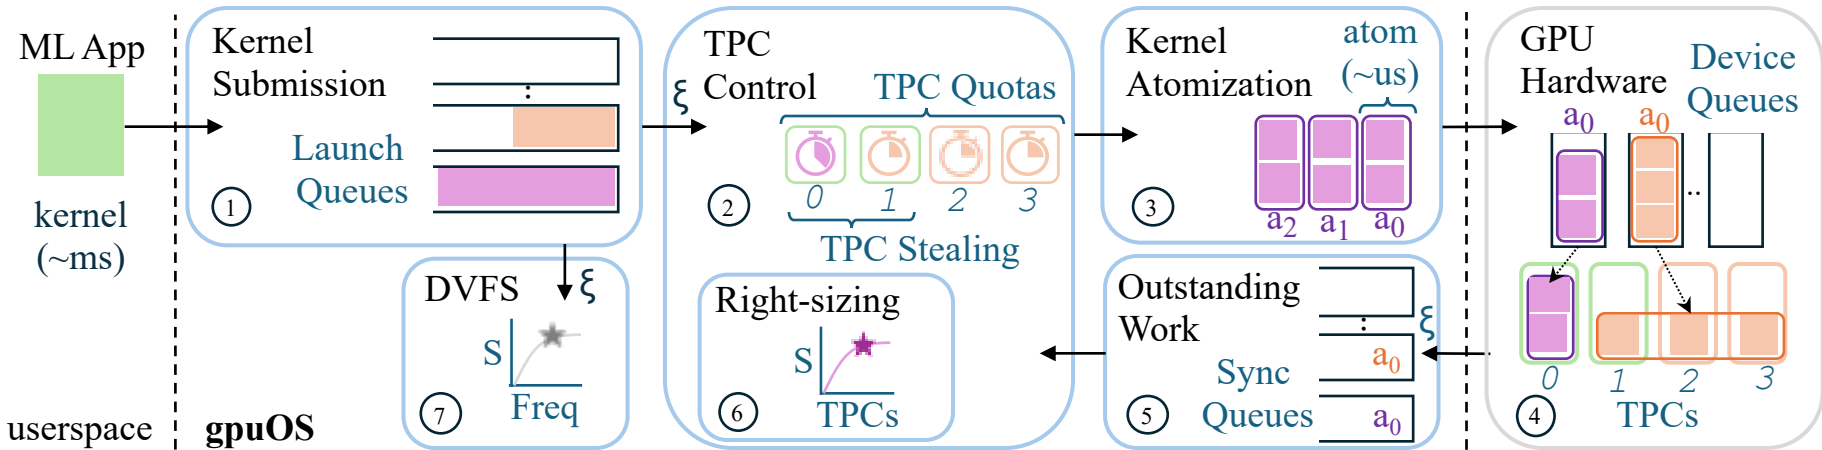 ML App
kernel
(~ms)
userspace
gpuOS
Kernel
Submission
:
Launch
Queues
1
ξ
DVFS
ξ
S
Freq
7
TPC
Control
TPC Quotas
0 1 2 3
TPC Stealing
2
Right-sizing
S
TPCs
6
Kernel
Atomization
atom
(~us)
a2 a1 a0
3
Outstanding
Work
:
ξ
a0
Sync
Queues
a0
5
GPU
Hardware
Device
Queues
a0 a0
..
0 1 2 3
TPCs
4